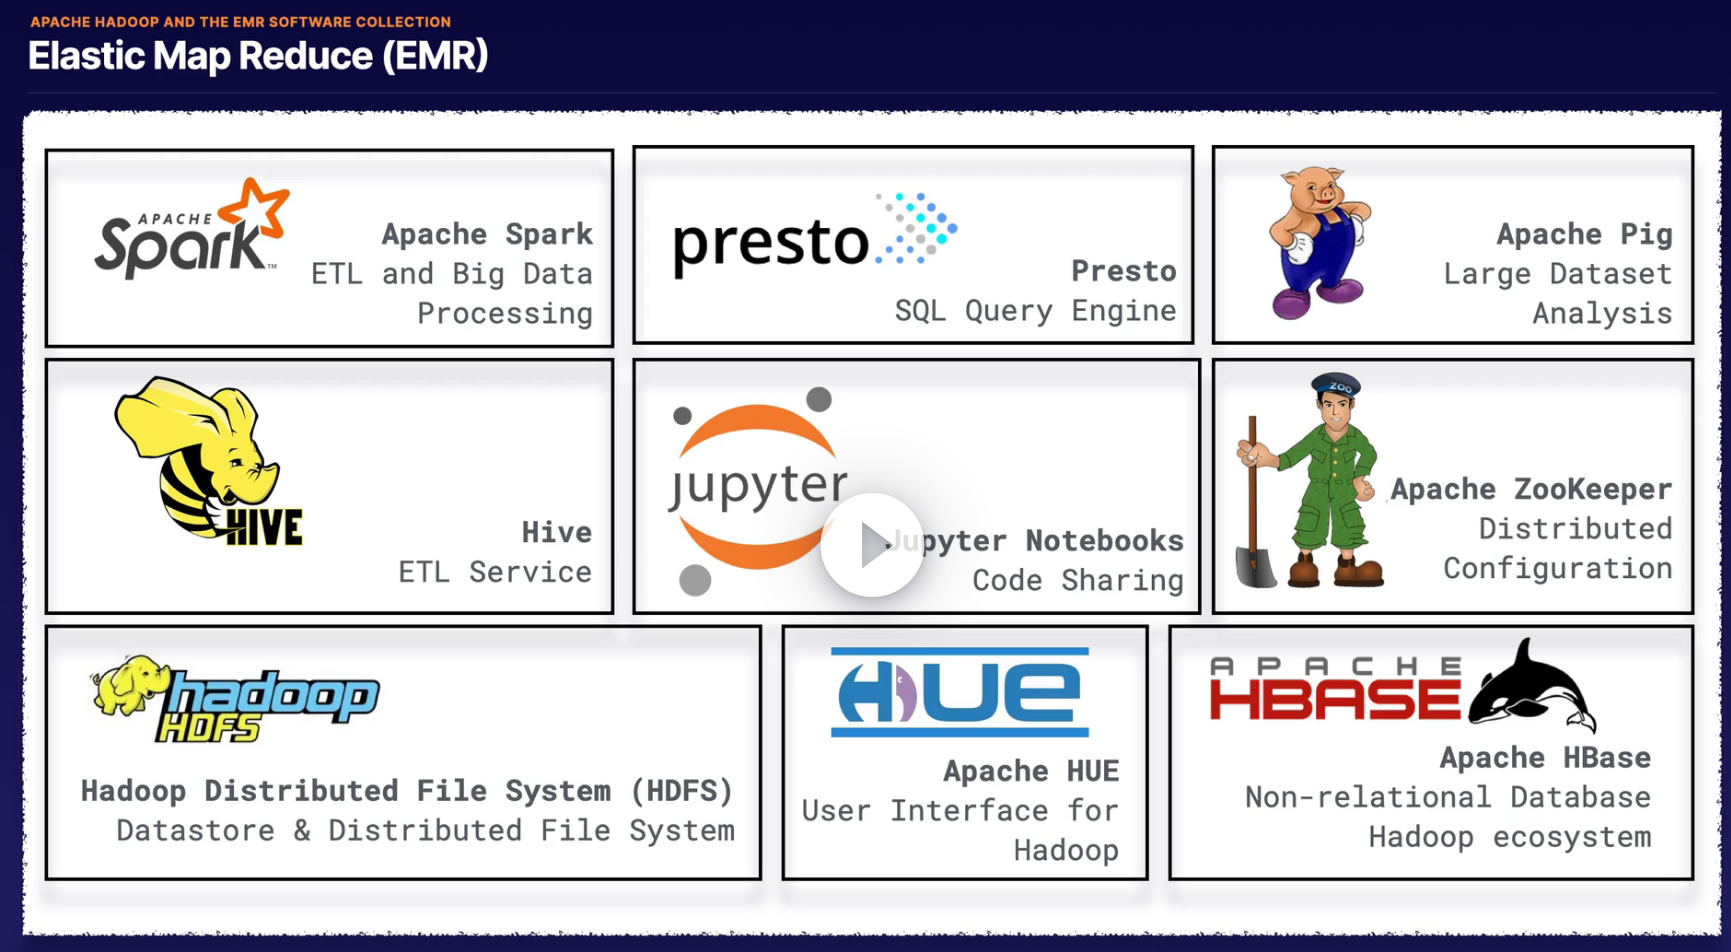 APACHE HADOOP AND THE EMR SOFTWARE COLLECTION
Elastic Map Reduce (EMR)
APACHE
Spark™
Apache Spark
ETL and Big Data
Processing
presto
Presto
SQL Query Engine
Apache Pig
Large Dataset
Analysis
HIVE
Hive
ETL Service
jupyter
Jupyter Notebooks
Code Sharing
ZOO
Apache ZooKeeper
Distributed
Configuration
hadoop
HDFS
Hadoop Distributed File System (HDFS)
Datastore & Distributed File System
HUE
Apache HUE
User Interface for
Hadoop
APACHE
HBASE
Apache HBase
Non-relational Database
Hadoop ecosystem